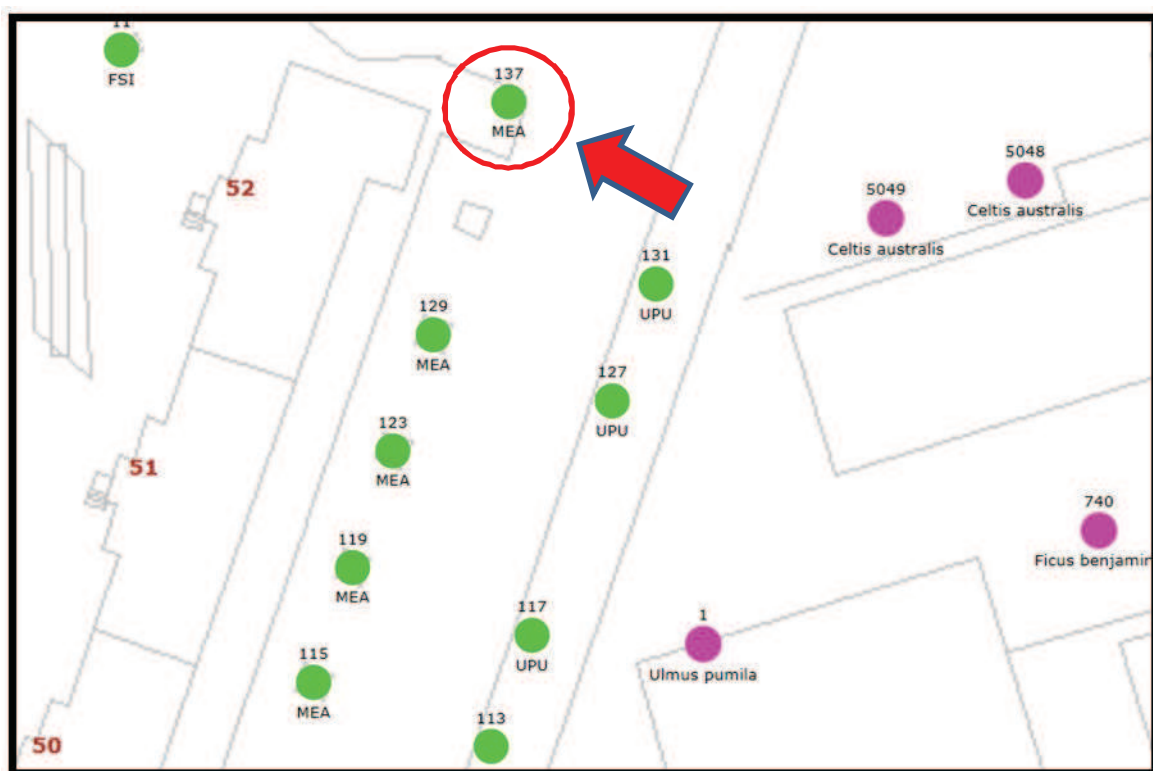 11
FSI
137
MEA
52
5048
Celtis australis
5049
Celtis australis
131
UPU
129
MEA
127
UPU
123
MEA
51
740
Ficus benjamin
119
MEA
117
UPU
1
Ulmus pumila
115
MEA
113
50